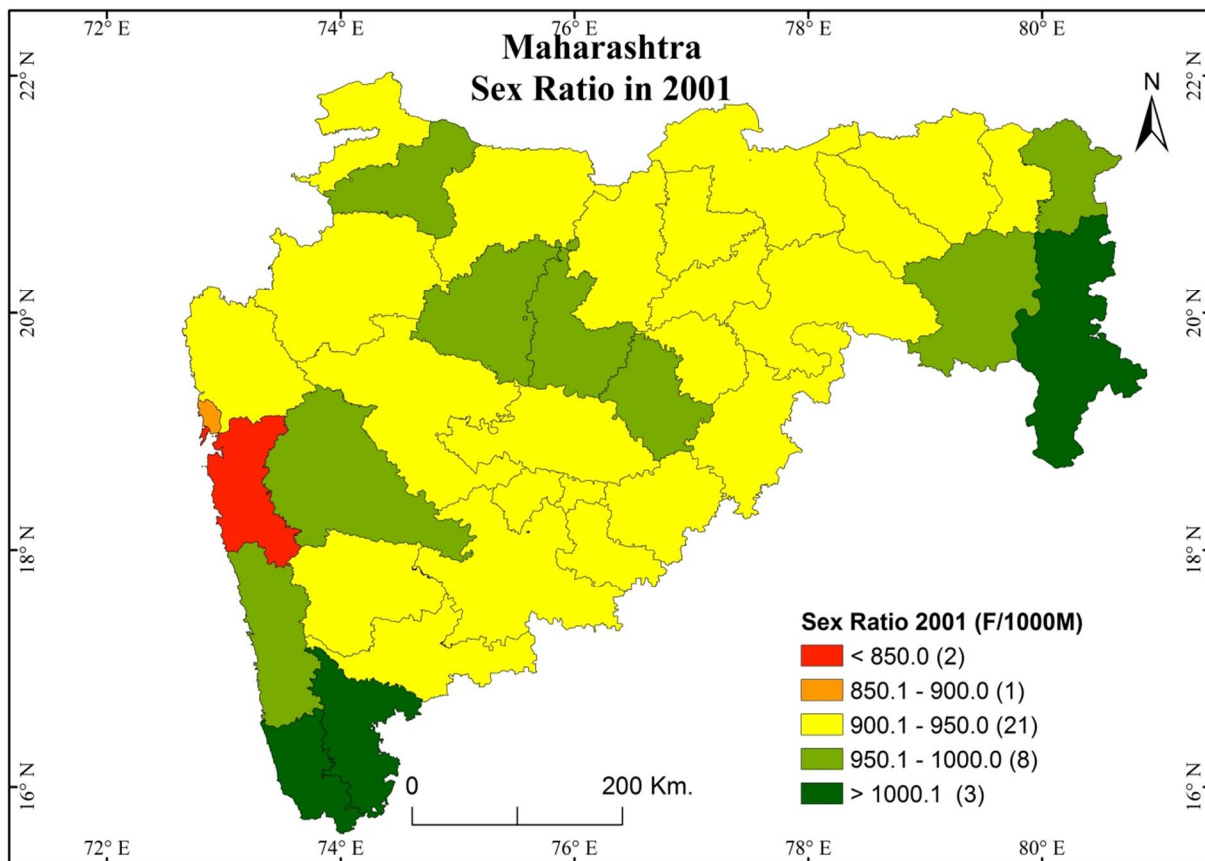 72° E
74° E
76° E
78° E
80° E
Maharashtra
Sex Ratio in 2001
N
22° N
22° N
20° N
20° N
18° N
18° N
16° N
16° N
Sex Ratio 2001 (F/1000M)
< 850.0 (2)
850.1 - 900.0 (1)
900.1 - 950.0 (21)
950.1 - 1000.0 (8)
> 1000.1 (3)
0
200 Km.
72° E
74° E
76° E
78° E
80° E